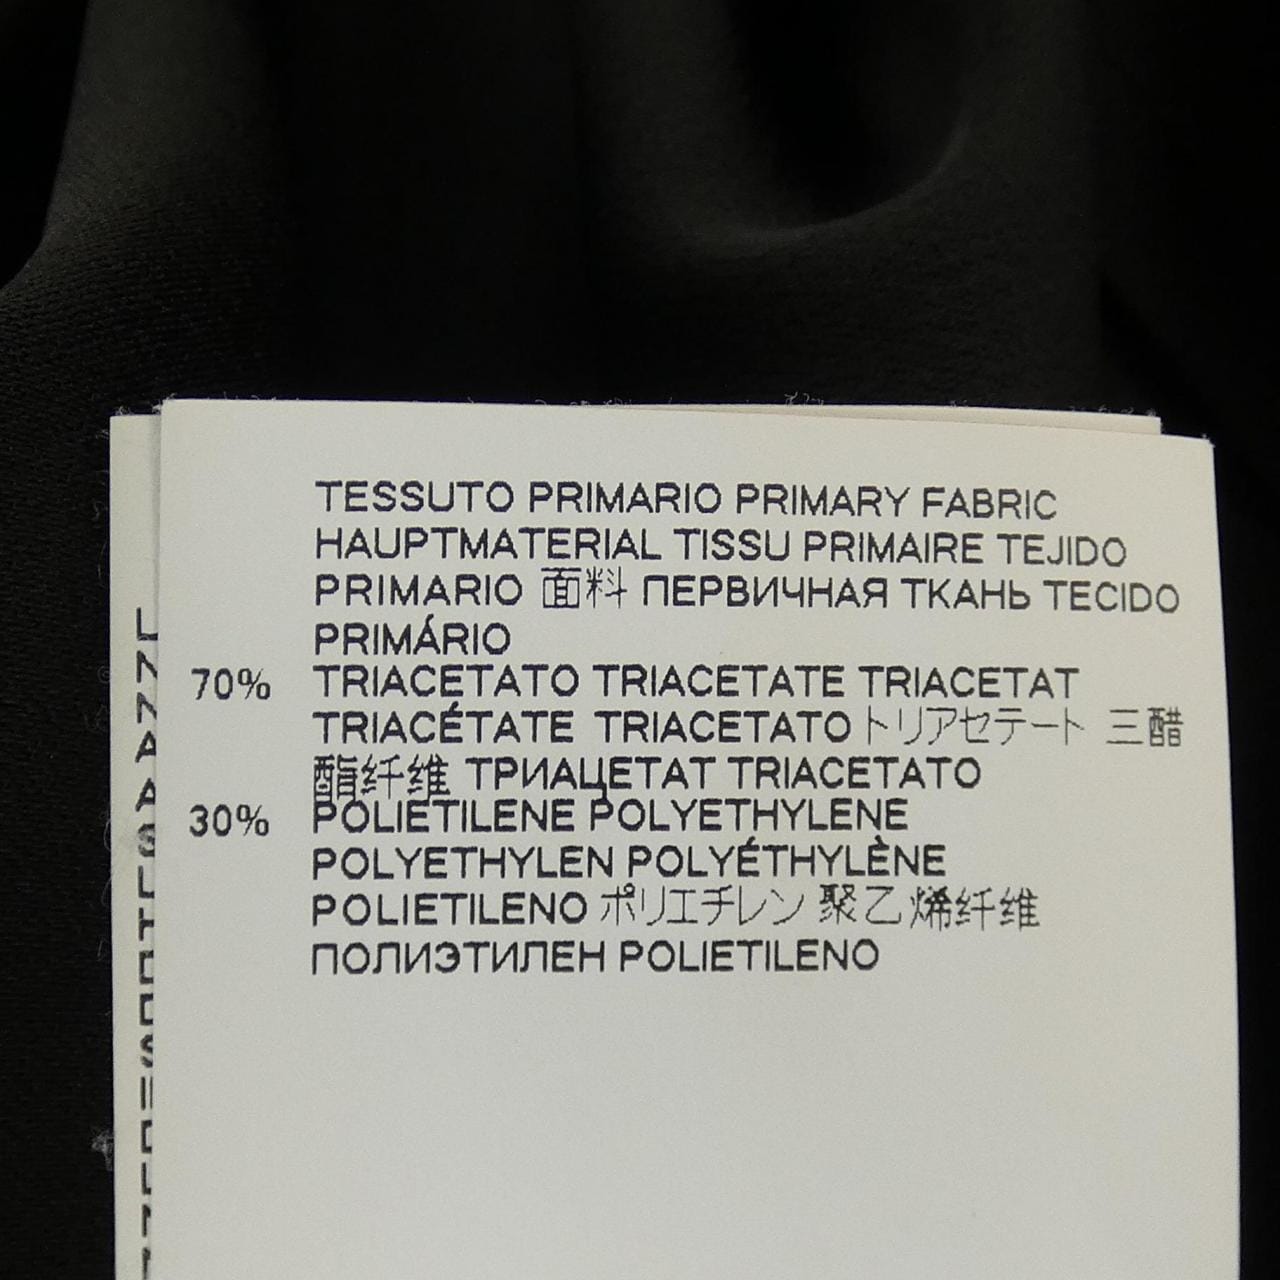 TESSUTO PRIMARIO PRIMARY FABRIC
HAUPTMATERIAL TISSU PRIMAIRE TEJIDO
PRIMARIO 面料 ПЕРВИЧНАЯ ТКАНЬ TECIDO
PRIMÁRIO
70% TRIACETATO TRIACETATE TRIACETAT
TRIACÉTATE TRIACETATO トリアセテート 三醋
酯纤维 ТРИАЦЕТАТ TRIACETATO
30% POLIETILENE POLYETHYLENE
POLYETHYLEN POLYÉTHYLÈNE
POLIETILENO ポリエチレン 聚乙烯纤维
ПОЛИЭТИЛЕН POLIETILENO